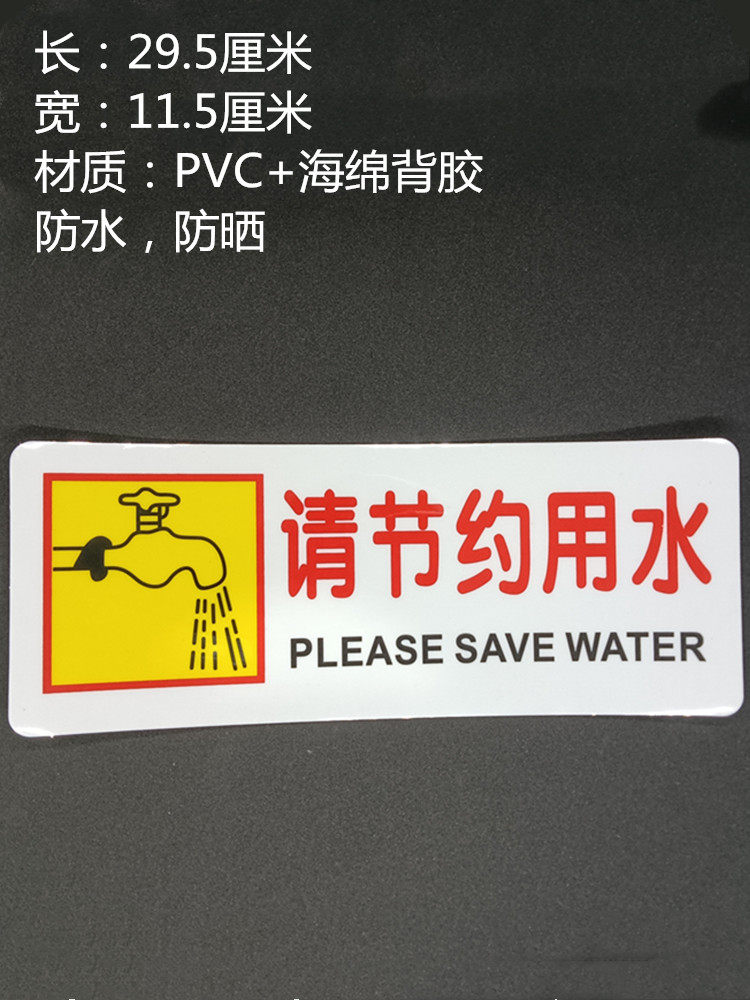 长：29.5厘米
宽：11.5厘米
材质：PVC+海绵背胶
防水，防晒
请节约用水
PLEASE SAVE WATER